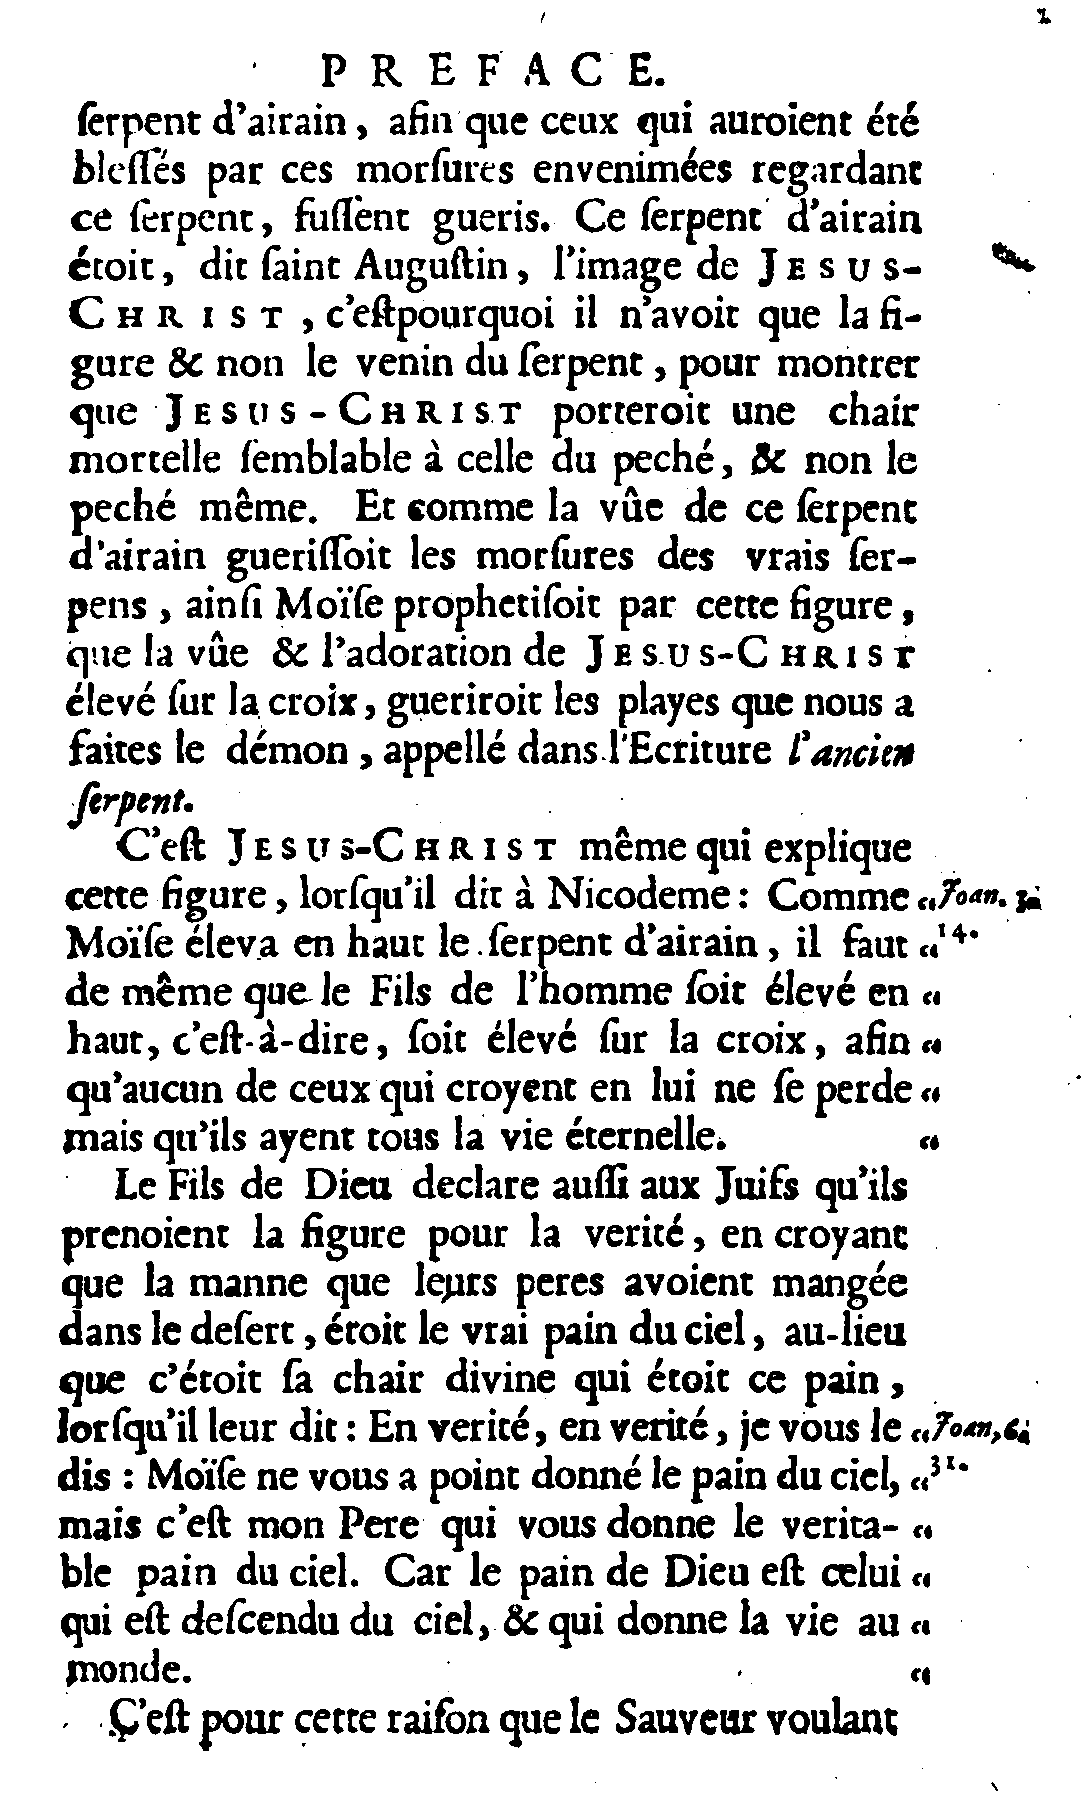 PREFACE.
ſerpent d'airain, afin que ceux qui auroient été
bleſſés par ces morſures envenimées regardant
ce ſerpent, fuſſent gueris. Ce ſerpent d'airain
étoit, dit ſaint Auguſtin, l'image de JESUS-
CHRIST, c'eſtpourquoi il n'avoit que la fi-
gure & non le venin du ſerpent, pour montrer
que JESUS-CHRIST porteroit une chair
mortelle ſemblable à celle du peché, & non le
peché même. Et comme la vûe de ce ſerpent
d'airain gueriſſoit les morſures des vrais ſer-
pens, ainſi Moïſe prophetiſoit par cette figure,
que la vûe & l'adoration de JESUS-CHRIST
élevé ſur la croix, gueriroit les playes que nous a
faites le démon, appellé dans l'Ecriture l'ancien
ſerpent.
C'eſt JESUS-CHRIST même qui explique
cette figure, lorſqu'il dit à Nicodeme: Comme “ Joan. 3.
Moïſe éleva en haut le ſerpent d'airain, il faut “ 14.
de même que le Fils de l'homme ſoit élevé en “
haut, c'eſt-à-dire, ſoit élevé ſur la croix, afin “
qu'aucun de ceux qui croyent en lui ne ſe perde “
mais qu'ils ayent tous la vie éternelle. “
Le Fils de Dieu declare auſſi aux Juifs qu'ils
prenoient la figure pour la verité, en croyant
que la manne que leurs peres avoient mangée
dans le deſert, étoit le vrai pain du ciel, au-lieu
que c'étoit ſa chair divine qui étoit ce pain,
lorſqu'il leur dit: En verité, en verité, je vous le “ Joan, 6.
dis: Moïſe ne vous a point donné le pain du ciel, “ 31.
mais c'eſt mon Pere qui vous donne le verita- “
ble pain du ciel. Car le pain de Dieu eſt celui “
qui eſt deſcendu du ciel, & qui donne la vie au “
monde. “
C'eſt pour cette raiſon que le Sauveur voulant